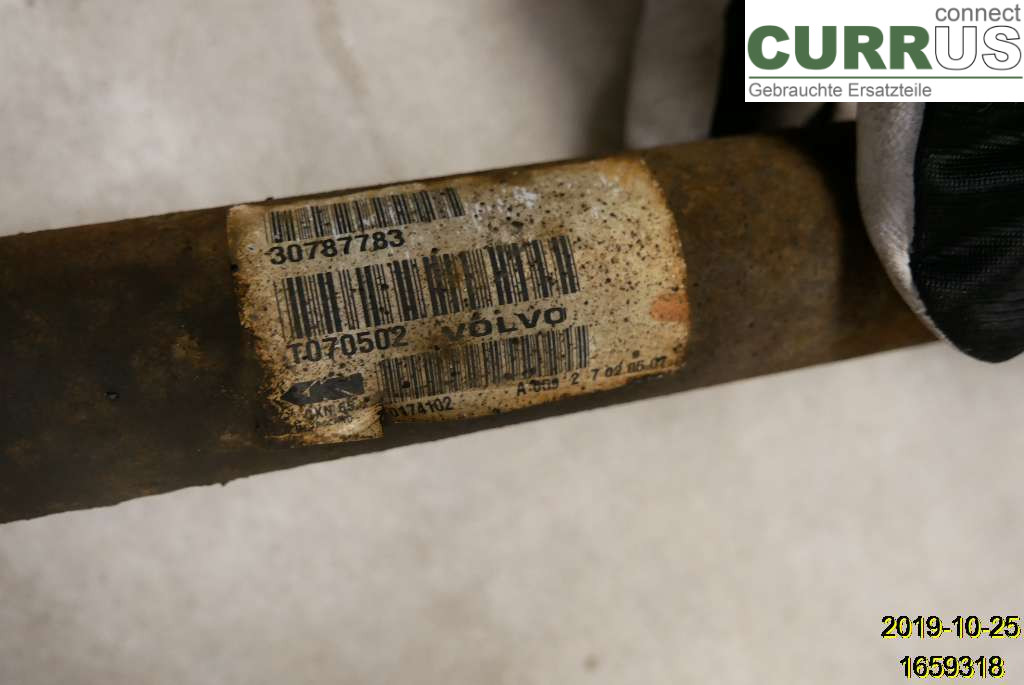 connect
CURRUS
Gebrauchte Ersatzteile
30787783
T070502 VOLVO
2019-10-25
1659318